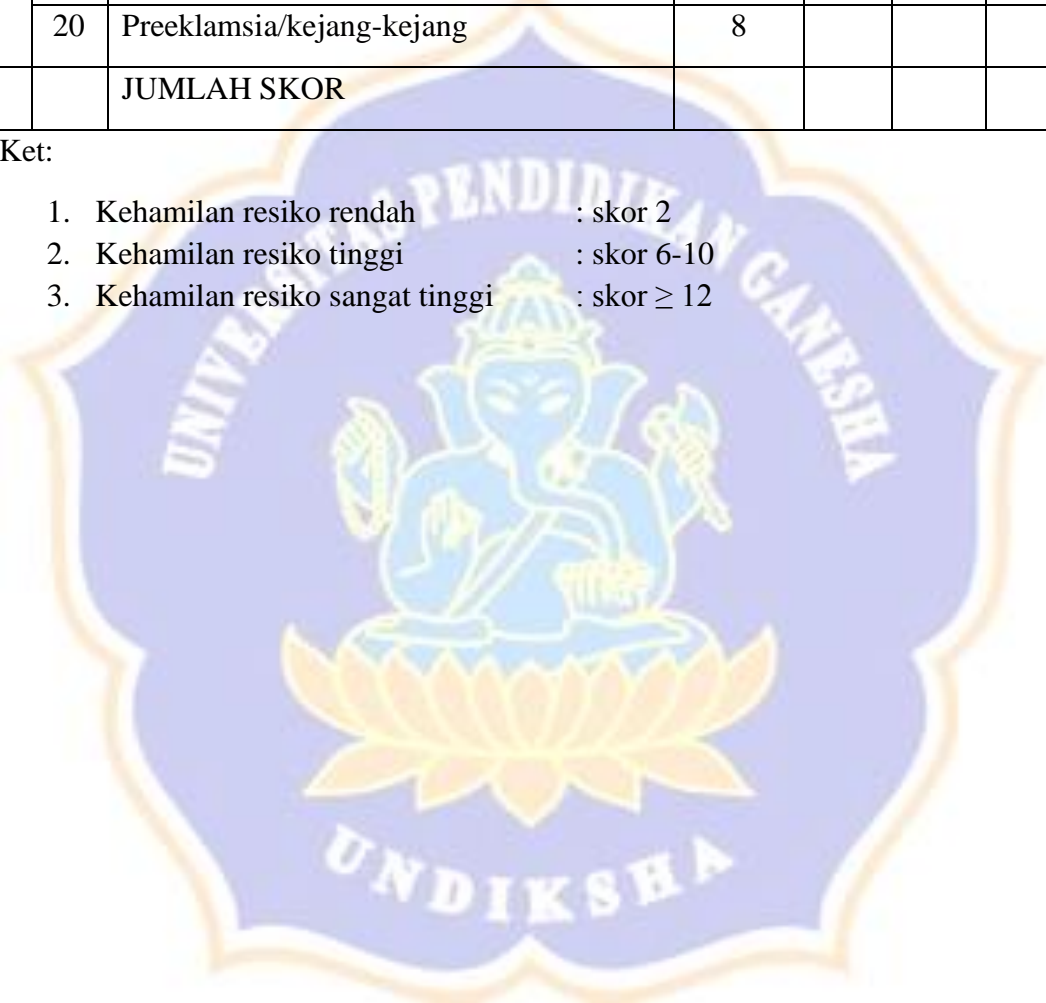 20 Preeklamsia/kejang-kejang 8
JUMLAH SKOR
Ket:
1. Kehamilan resiko rendah : skor 2
2. Kehamilan resiko tinggi : skor 6-10
3. Kehamilan resiko sangat tinggi : skor ≥ 12
UNIVERSITAS PENDIDIKAN GANESHA
UNDIKSHA